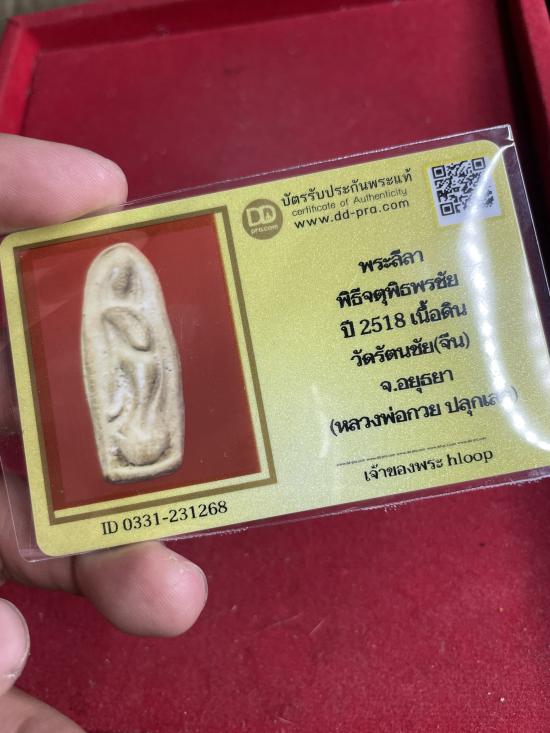 DD
pra.com
บัตรรับประกันพระแท้
certificate of Authenticity
www.dd-pra.com
พระลีลา
พิธีจตุพิธพรชัย
ปี 2518 เนื้อดิน
วัดรัตนชัย(จีน)
จ.อยุธยา
(หลวงพ่อกวย ปลุกเสก)
เจ้าของพระ hloop
ID 0331-231268